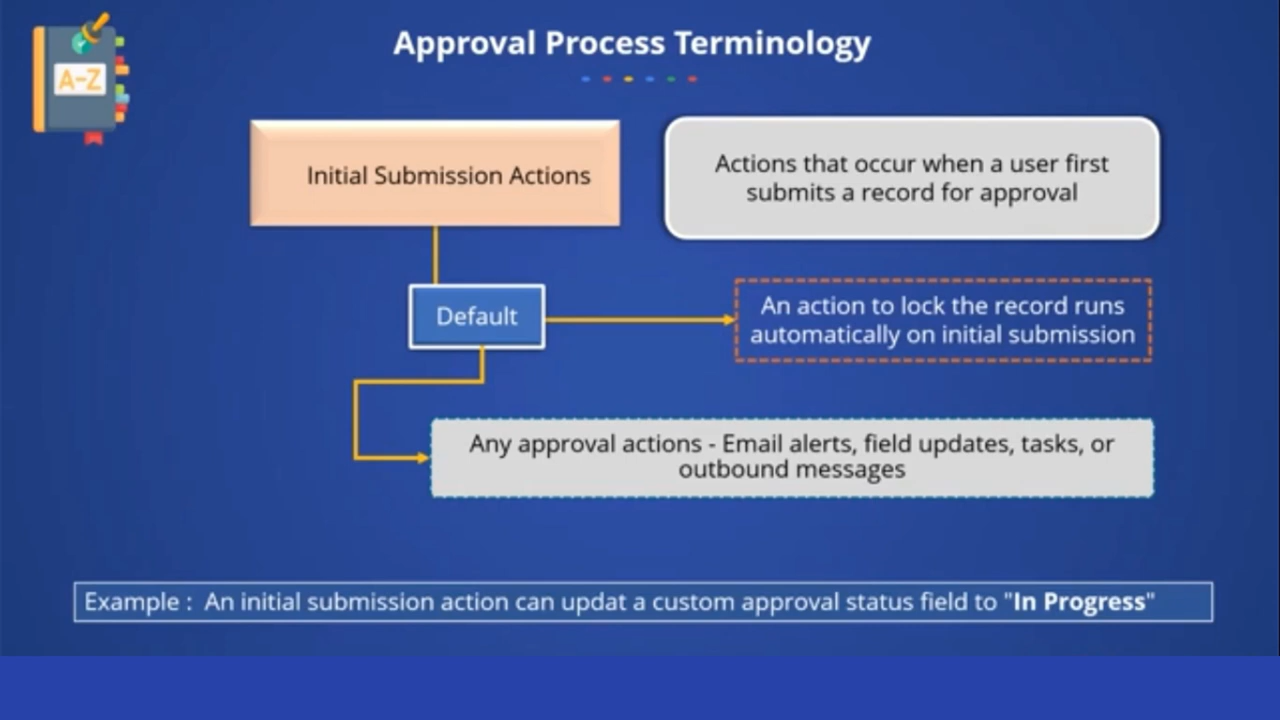 Approval Process Terminology
A-Z
Initial Submission Actions
Actions that occur when a user first
submits a record for approval
Default
An action to lock the record runs
automatically on initial submission
Any approval actions - Email alerts, field updates, tasks, or
outbound messages
Example : An initial submission action can updat a custom approval status field to "In Progress"